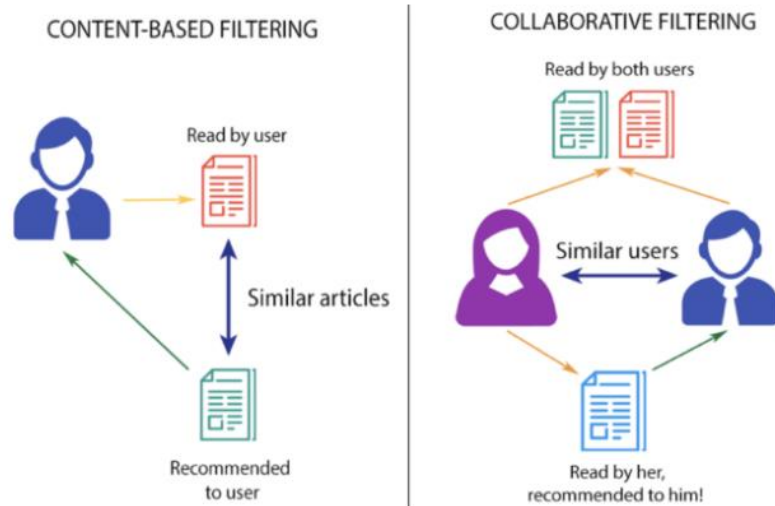 CONTENT-BASED FILTERING
Read by user
Similar articles
Recommended
to user
COLLABORATIVE FILTERING
Read by both users
Similar users
Read by her,
recommended to him!